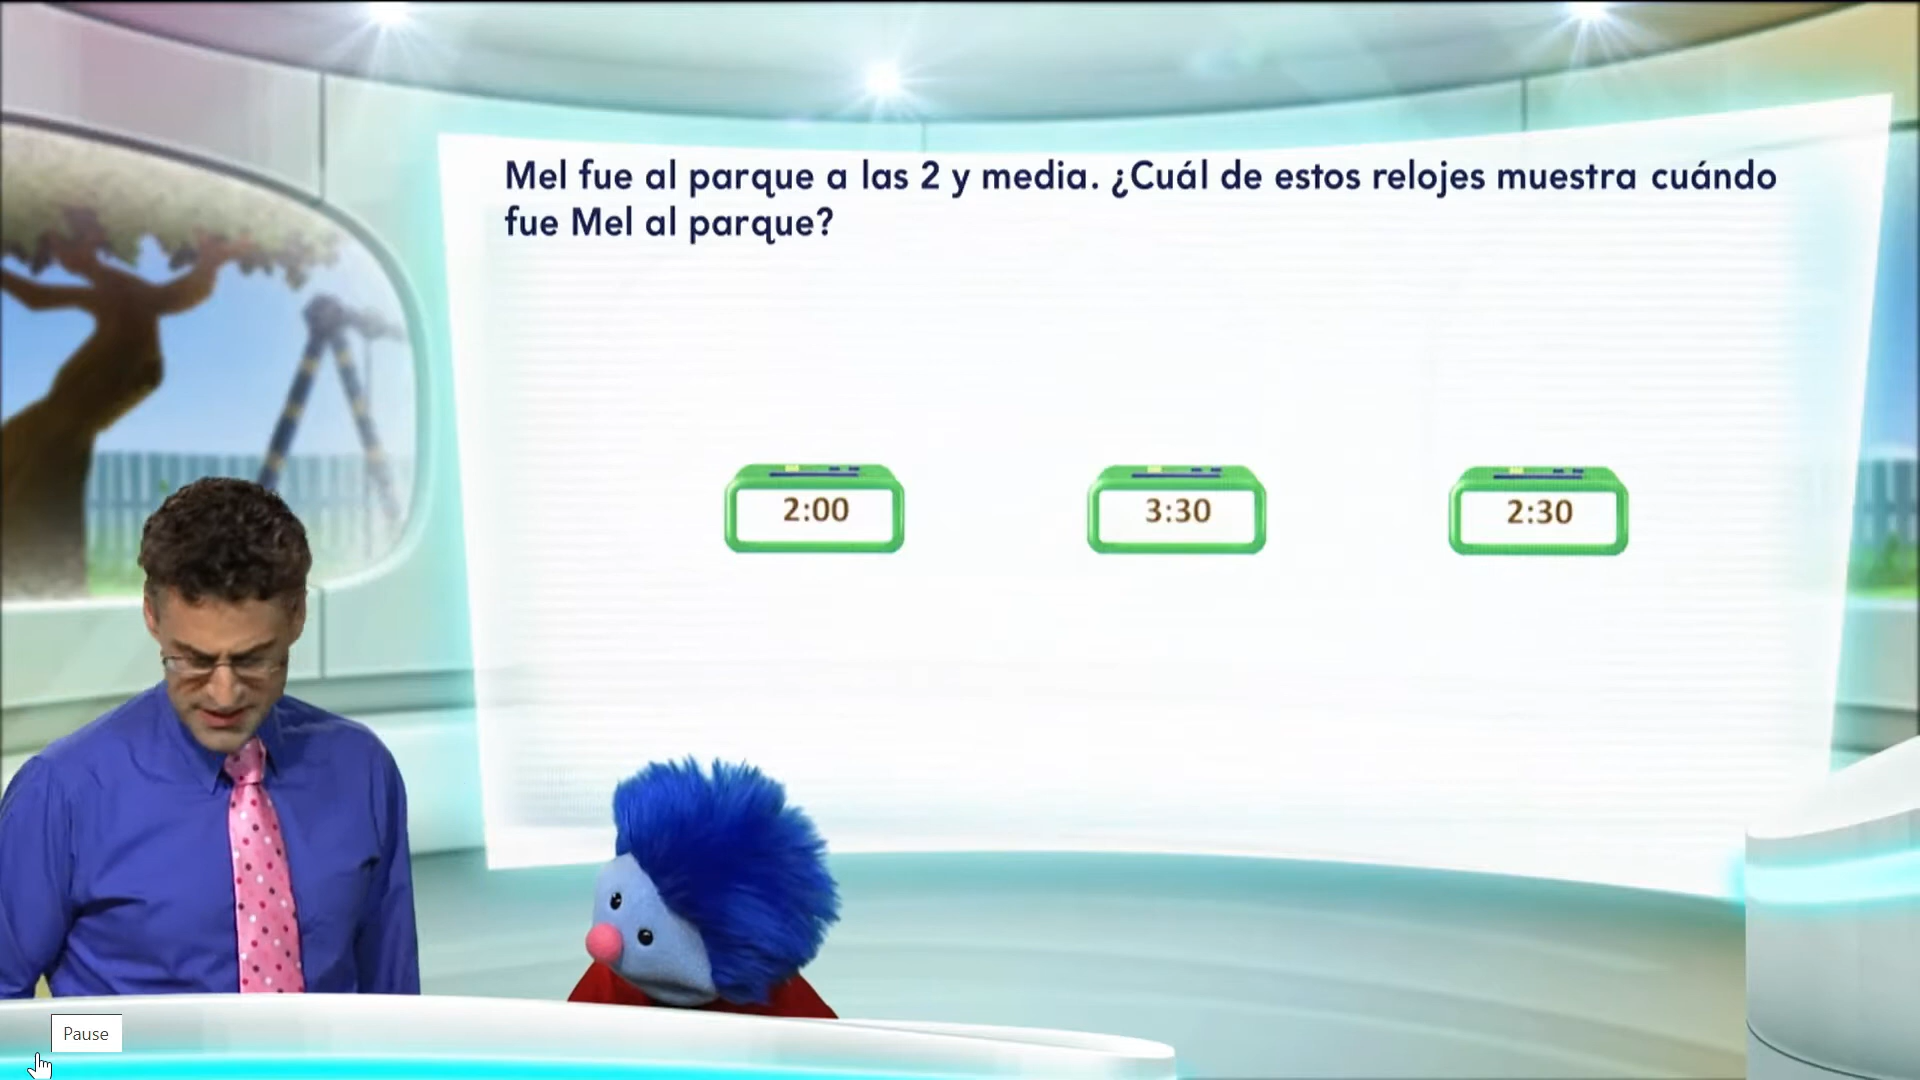 Mel fue al parque a las 2 y media. ¿Cuál de estos relojes muestra cuándo
fue Mel al parque?
2:00
3:30
2:30
Pause